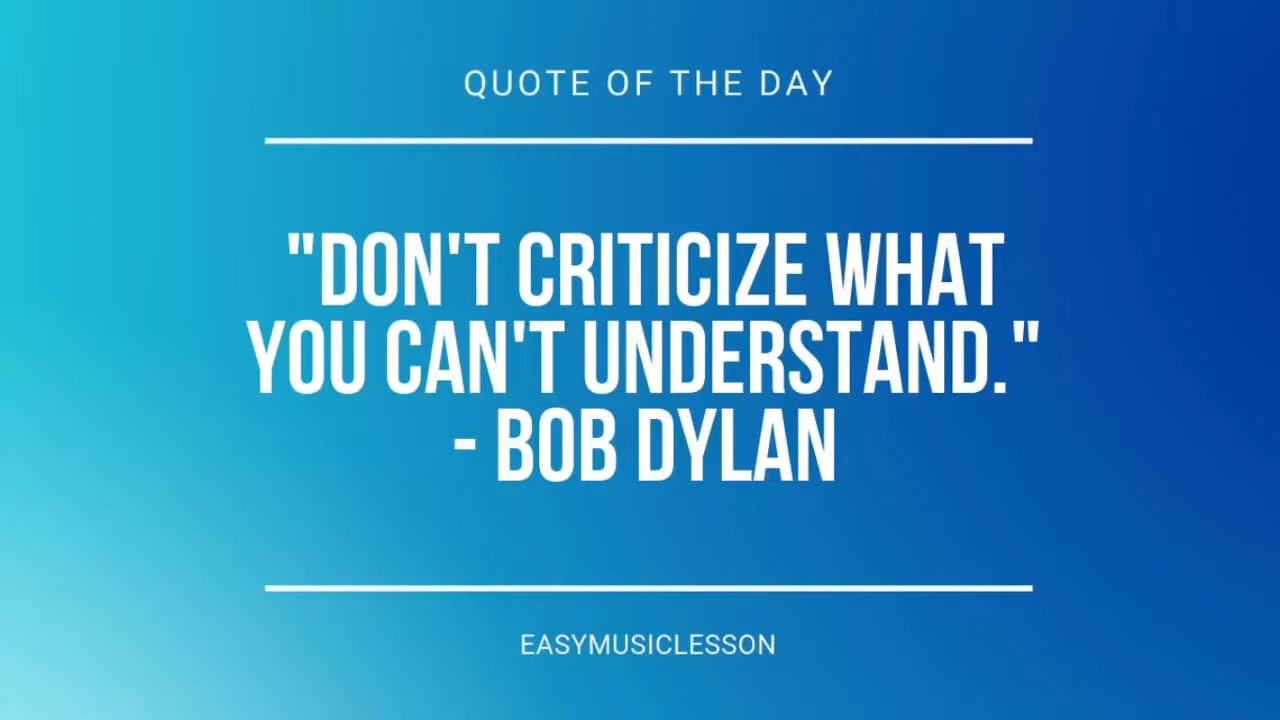 QUOTE OF THE DAY
"DON'T CRITICIZE WHAT
YOU CAN'T UNDERSTAND."
- BOB DYLAN
EASYMUSICLESSON